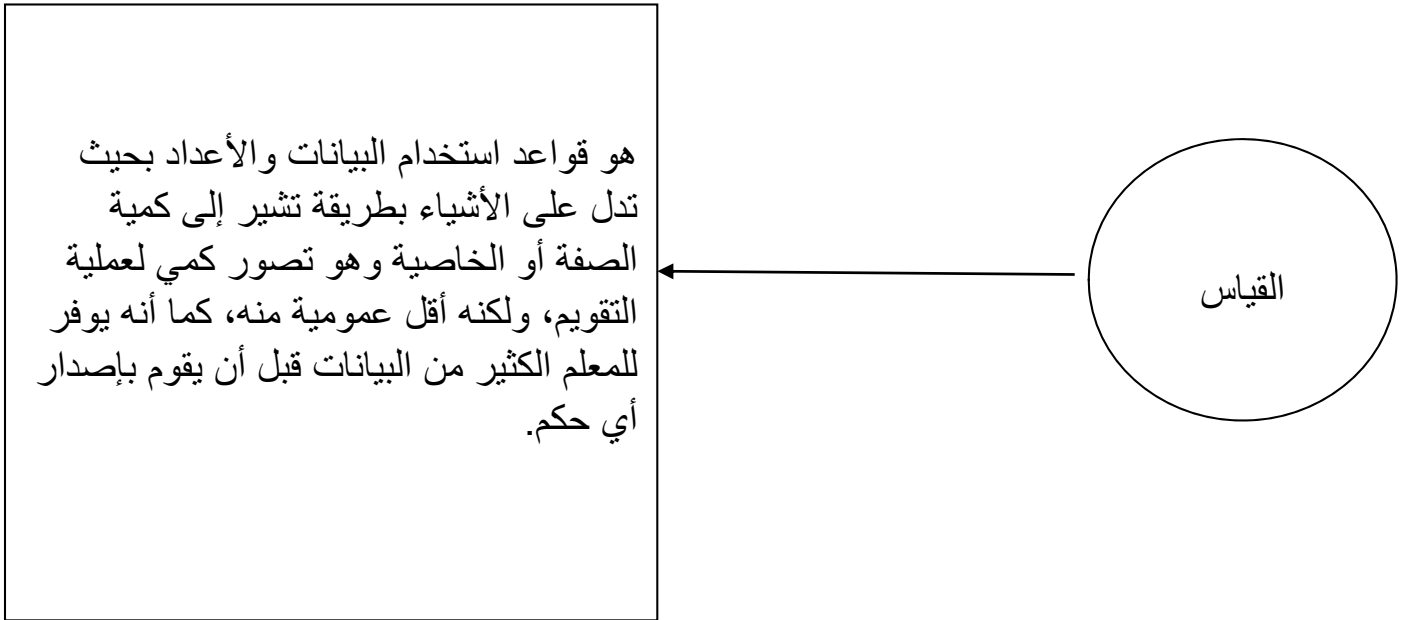 القياس
هو قواعد استخدام البيانات والأعداد بحيث
تدل على الأشياء بطريقة تشير إلى كمية
الصفة أو الخاصية وهو تصور كمي لعملية
التقويم، ولكنه أقل عمومية منه، كما أنه يوفر
للمعلم الكثير من البيانات قبل أن يقوم بإصدار
أي حكم.